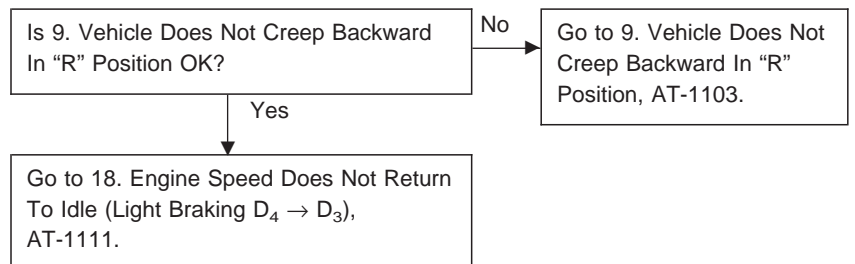 Is 9. Vehicle Does Not Creep Backward
In “R” Position OK?
No
Go to 9. Vehicle Does Not
Creep Backward In “R”
Position, AT-1103.
Yes
Go to 18. Engine Speed Does Not Return
To Idle (Light Braking D₄ → D₃),
AT-1111.